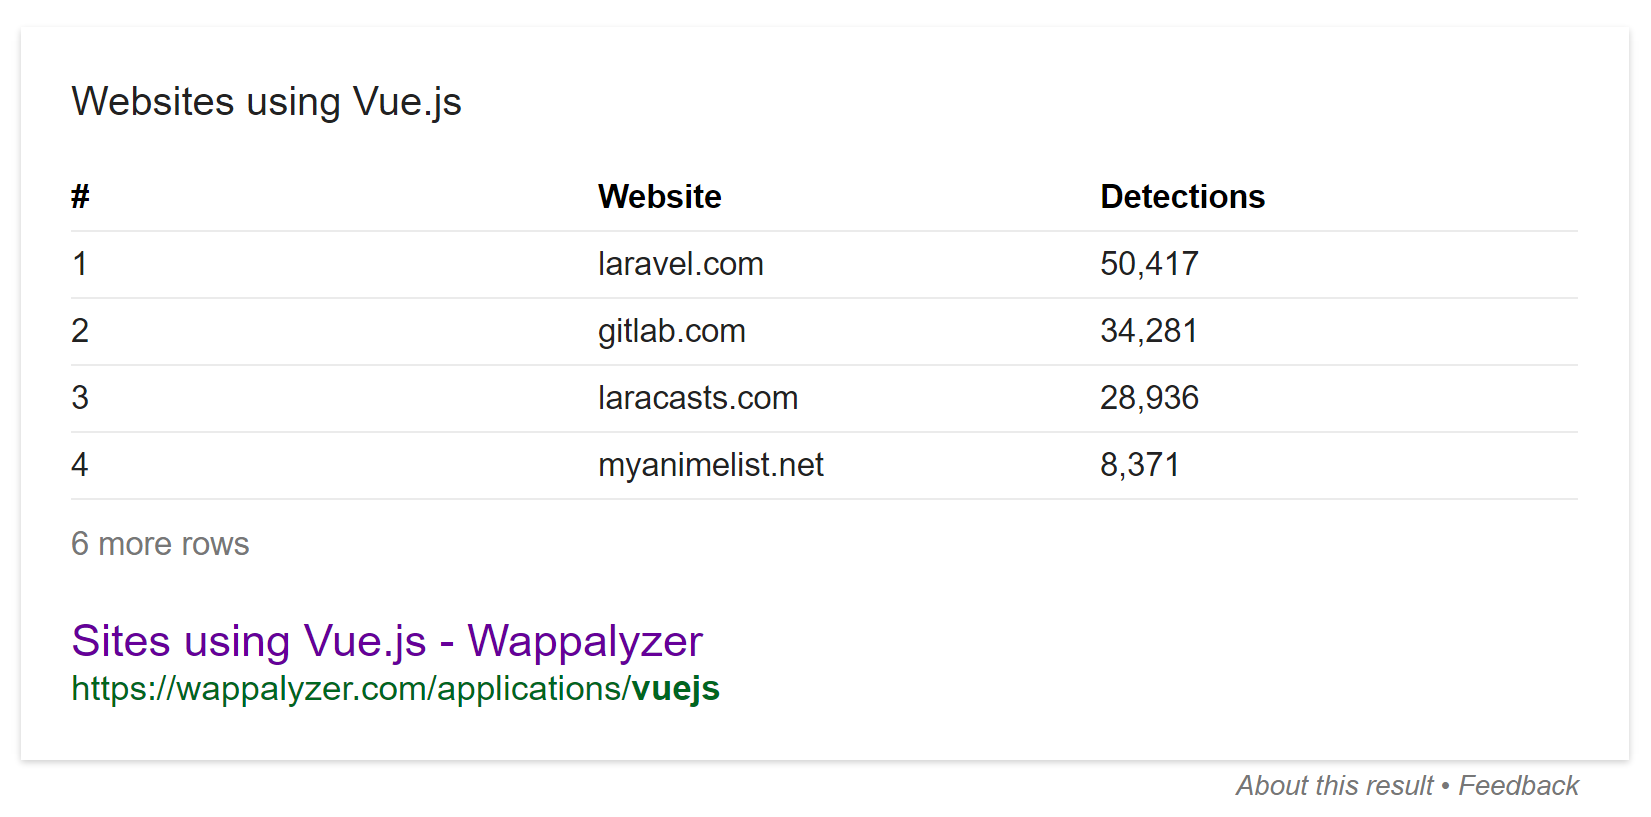 Websites using Vue.js
# Website Detections
1 laravel.com 50,417
2 gitlab.com 34,281
3 laracasts.com 28,936
4 myanimelist.net 8,371
6 more rows
Sites using Vue.js - Wappalyzer
https://wappalyzer.com/applications/vuejs
About this result • Feedback